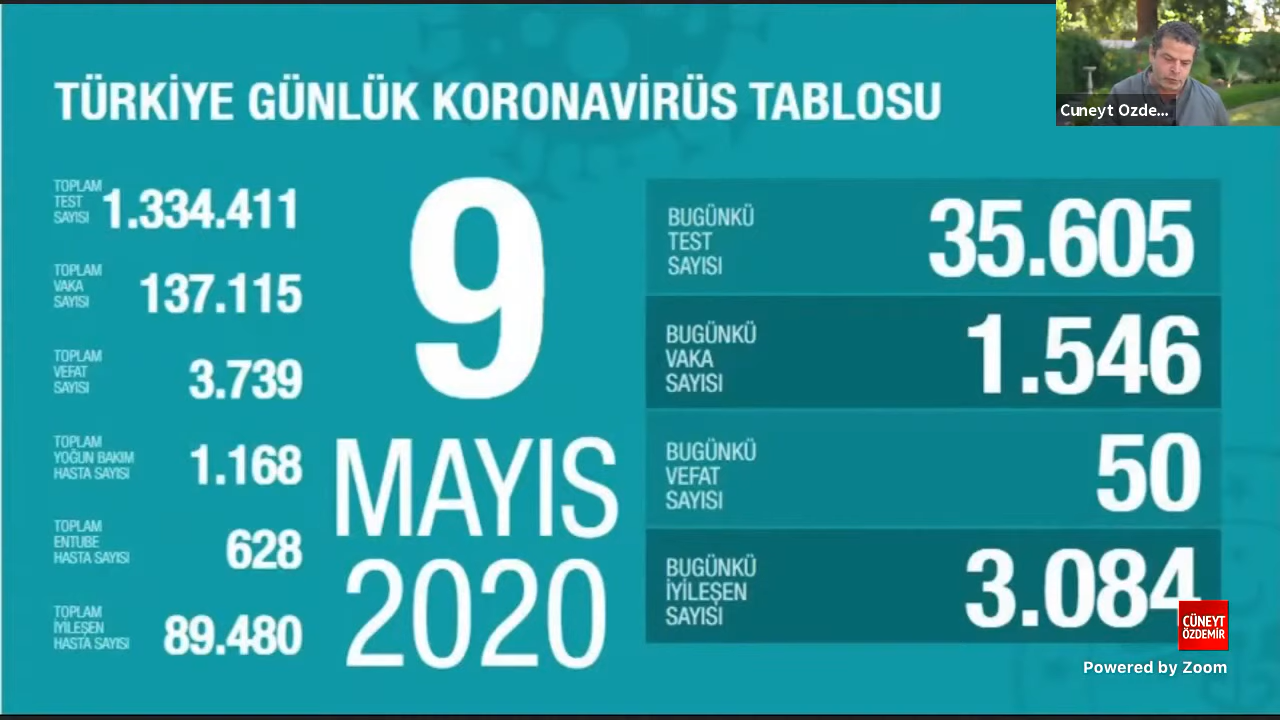 TÜRKİYE GÜNLÜK KORONAVİRÜS TABLOSU
TOPLAM
TEST
SAYISI
1.334.411
TOPLAM
VAKA
SAYISI
137.115
TOPLAM
VEFAT
SAYISI
3.739
TOPLAM
YOĞUN BAKIM
HASTA SAYISI
1.168
TOPLAM
ENTUBE
HASTA SAYISI
628
TOPLAM
İYİLEŞEN
HASTA SAYISI
89.480
9
MAYIS
2020
BUGÜNKÜ
TEST
SAYISI
35.605
BUGÜNKÜ
VAKA
SAYISI
1.546
BUGÜNKÜ
VEFAT
SAYISI
50
BUGÜNKÜ
İYİLEŞEN
SAYISI
3.084
Cuneyt Ozde...
CÜNEYT
ÖZDEMİR
Powered by Zoom